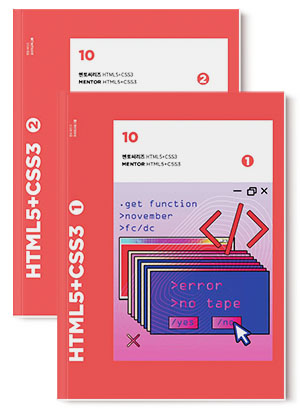 10
멘토시리즈 HTML5+CSS3
MENTOR HTML5+CSS3
2
HTML5+CSS3 2
10
멘토시리즈 HTML5+CSS3
MENTOR HTML5+CSS3
1
HTML5+CSS3 1
.get function
>november
>fc/dc
</>
>error
>no tape
/yes
/no